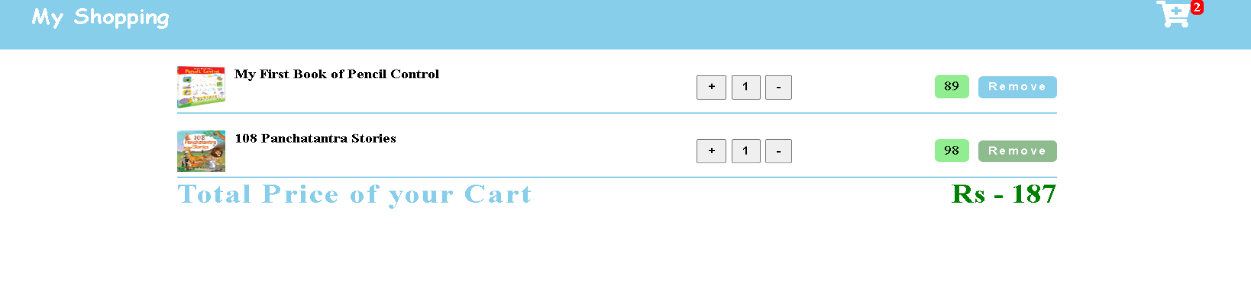 My Shopping
2
My First Book of Pencil Control
+ 1 - 89 Remove
108 Panchatantra Stories
+ 1 - 98 Remove
Total Price of your Cart Rs - 187